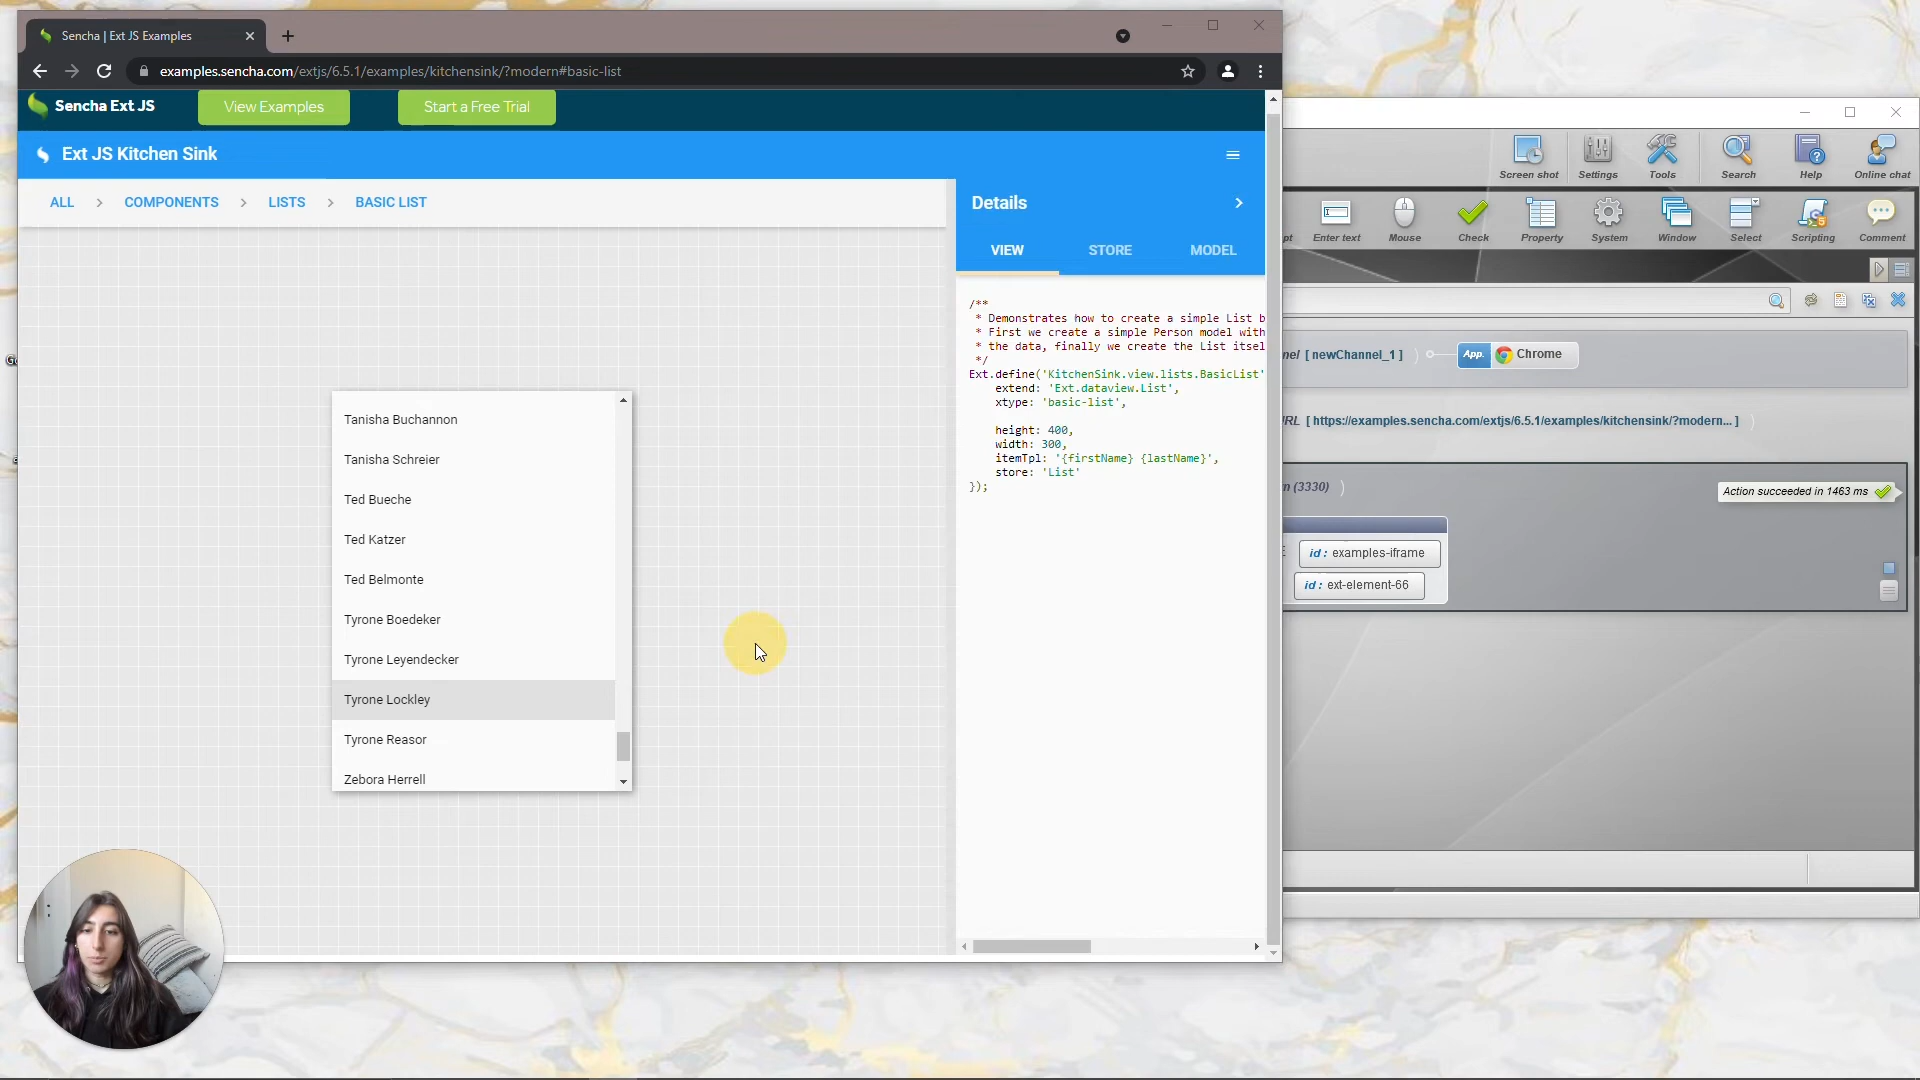 Sencha | Ext JS Examples
examples.sencha.com/extjs/6.5.1/examples/kitchensink/?modern#basic-list
Sencha Ext JS
View Examples
Start a Free Trial
Ext JS Kitchen Sink
ALL > COMPONENTS > LISTS > BASIC LIST
Details
VIEW STORE MODEL
/**
* Demonstrates how to create a simple List b
* First we create a simple Person model with
* the data, finally we create the List itsel
*/
Ext.define('KitchenSink.view.lists.BasicList'
extend: 'Ext.dataview.List',
xtype: 'basic-list',
height: 400,
width: 300,
itemTpl: '{firstName} {lastName}',
store: 'List'
});
Tanisha Buchannon
Tanisha Schreier
Ted Bueche
Ted Katzer
Ted Belmonte
Tyrone Boedeker
Tyrone Leyendecker
Tyrone Lockley
Tyrone Reasor
Zebora Herrell
Screen shot
Settings
Tools
Search
Help
Online chat
pt
Enter text
Mouse
Check
Property
System
Window
Select
Scripting
Comment
nel [ newChannel_1 ]
App.
Chrome
RL [ https://examples.sencha.com/extjs/6.5.1/examples/kitchensink/?modern... ]
n (3330)
Action succeeded in 1463 ms
id : examples-iframe
id : ext-element-66